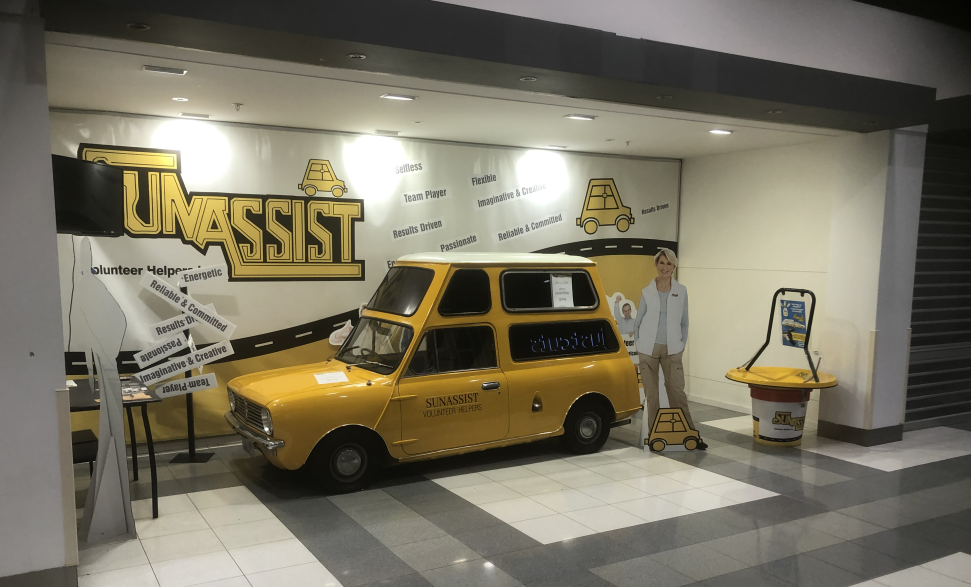 SUNASSIST
Volunteer Helpers
Selfless
Team Player
Flexible
Imaginative & Creative
Results Driven
Passionate
Reliable & Committed
Results Driven
Energetic
Reliable & Committed
Results
Passionate
Imaginative & Creative
Team Player
SUNASSIST
VOLUNTEER HELPERS